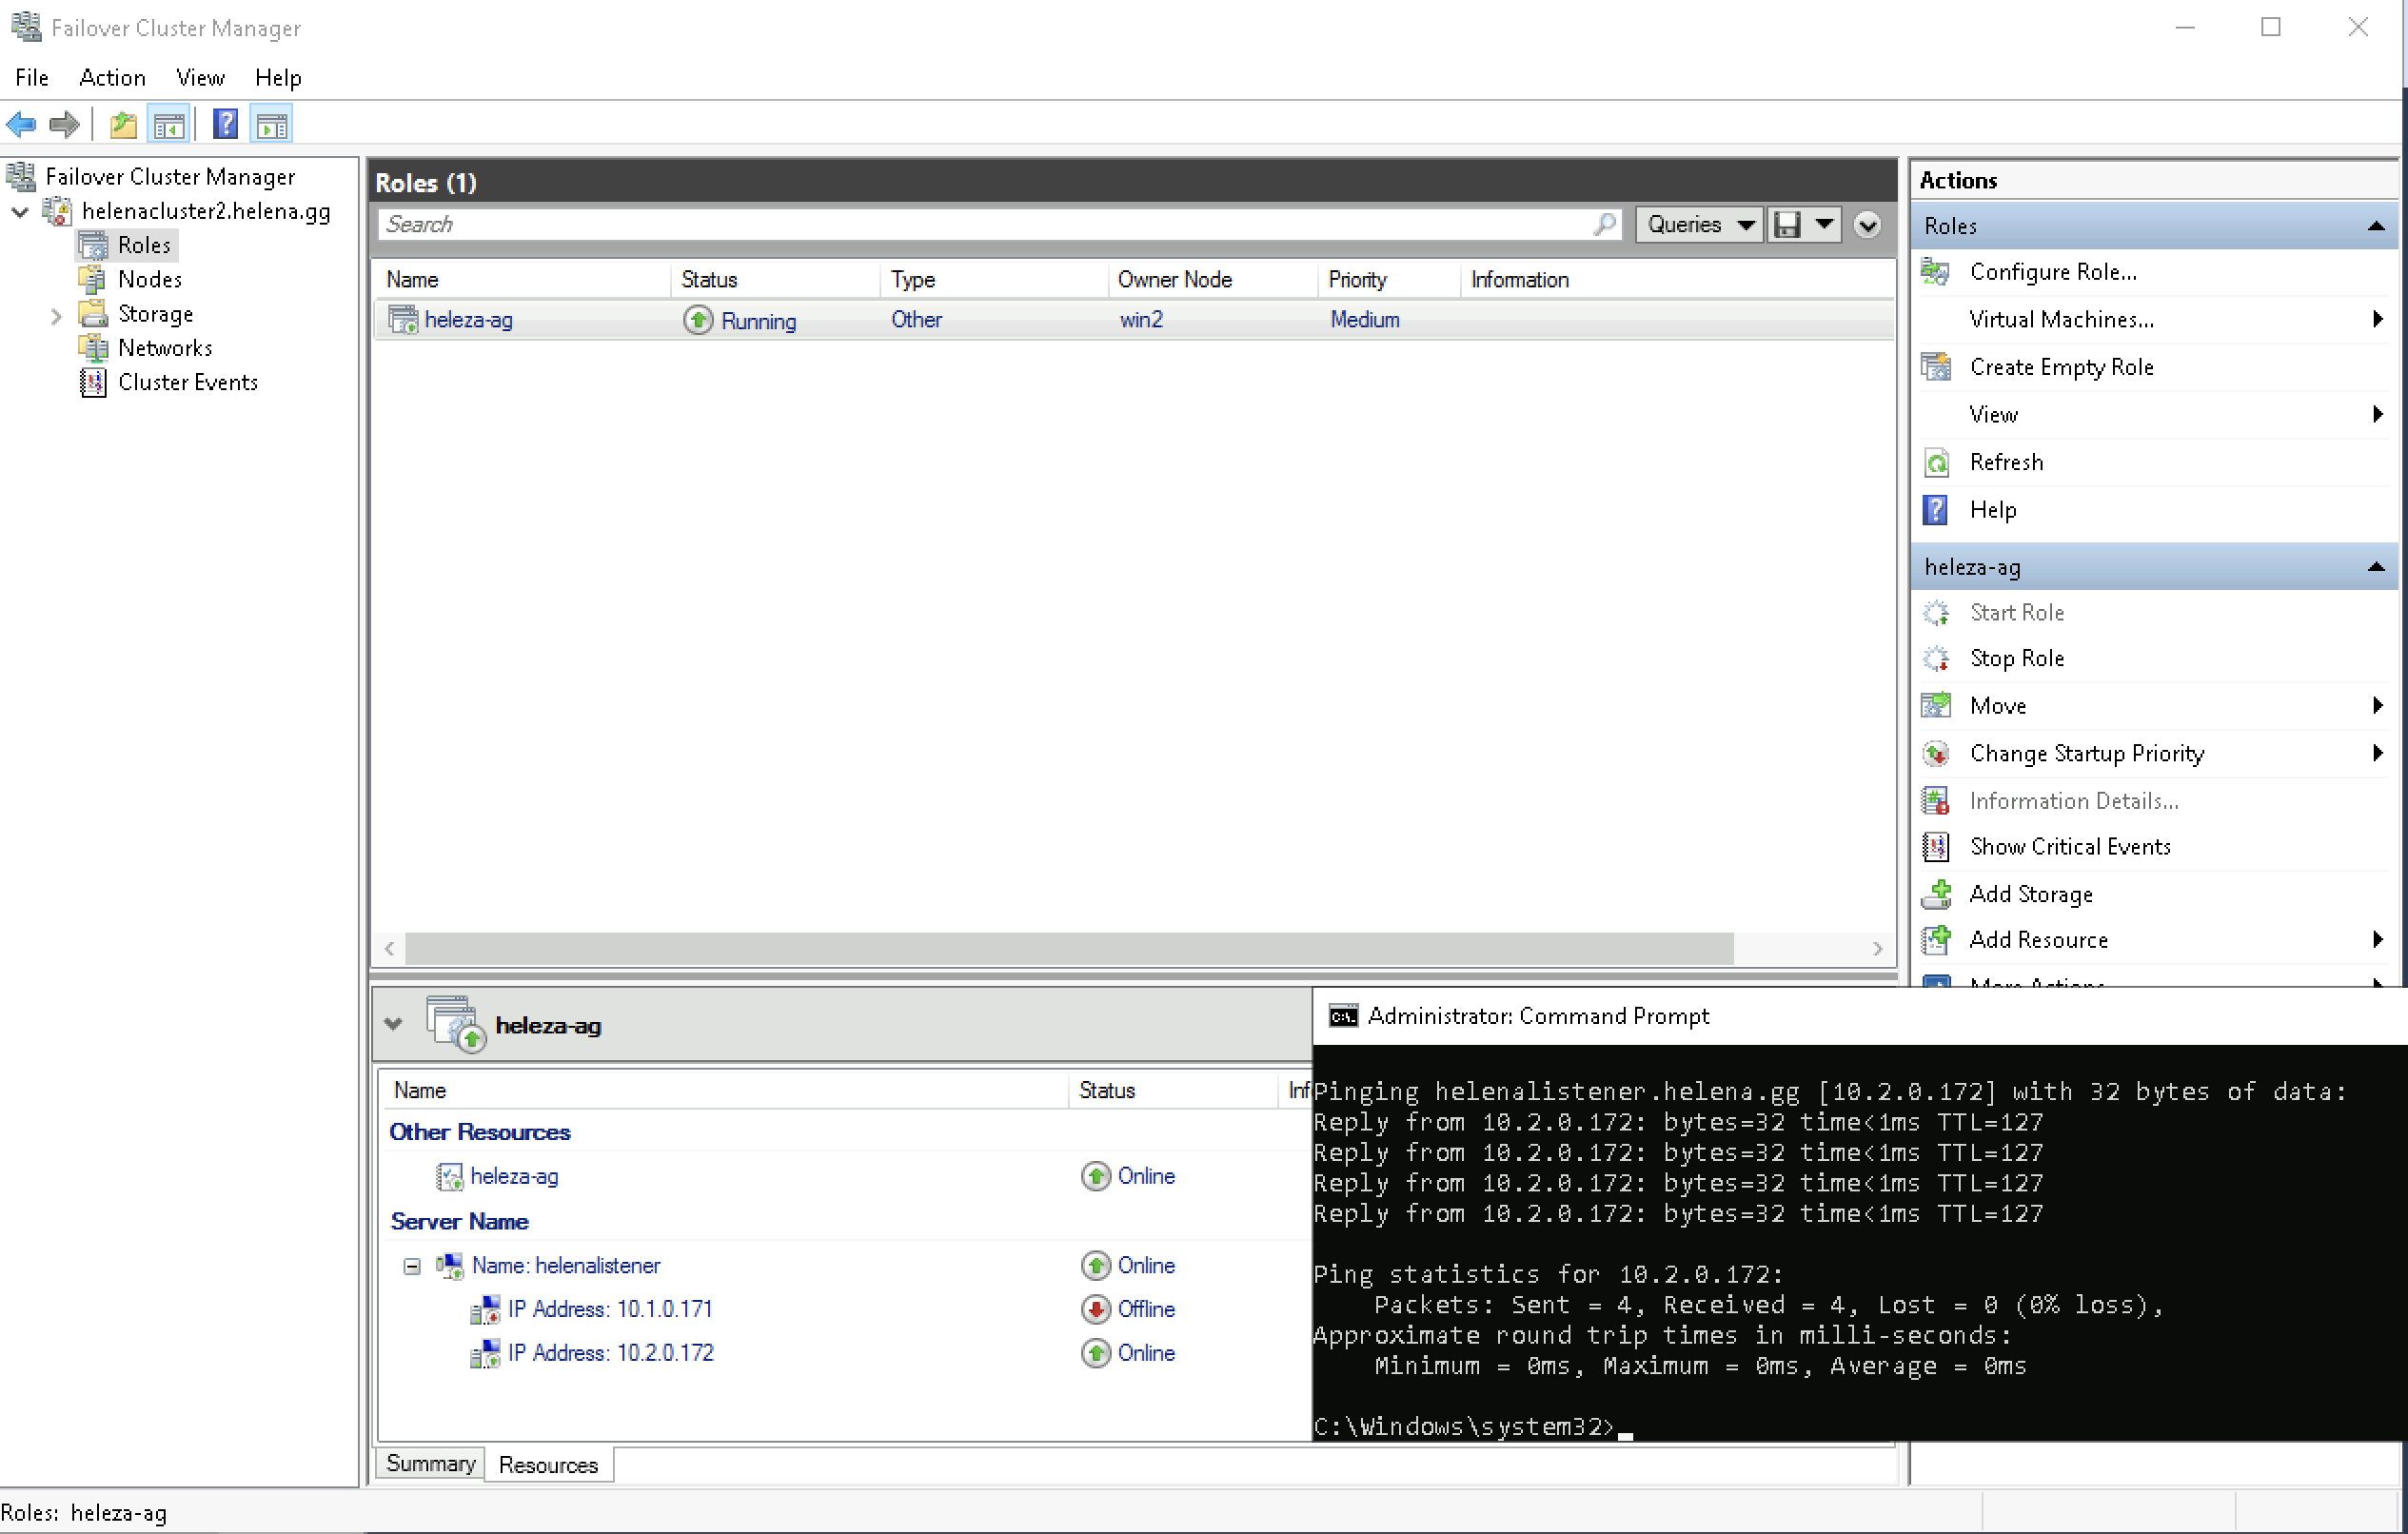 Failover Cluster Manager
File Action View Help
Failover Cluster Manager
helenacluster2.helena.gg
Roles
Nodes
Storage
Networks
Cluster Events
Roles (1)
Search
Queries
Name Status Type Owner Node Priority Information
heleza-ag Running Other win2 Medium
heleza-ag
Name Status Inf
Other Resources
heleza-ag Online
Server Name
Name: helenalistener Online
IP Address: 10.1.0.171 Offline
IP Address: 10.2.0.172 Online
Summary Resources
Actions
Roles
Configure Role...
Virtual Machines...
Create Empty Role
View
Refresh
Help
heleza-ag
Start Role
Stop Role
Move
Change Startup Priority
Information Details...
Show Critical Events
Add Storage
Add Resource
More Actions
Administrator: Command Prompt
Pinging helenalistener.helena.gg [10.2.0.172] with 32 bytes of data:
Reply from 10.2.0.172: bytes=32 time<1ms TTL=127
Reply from 10.2.0.172: bytes=32 time<1ms TTL=127
Reply from 10.2.0.172: bytes=32 time<1ms TTL=127
Reply from 10.2.0.172: bytes=32 time<1ms TTL=127
Ping statistics for 10.2.0.172:
Packets: Sent = 4, Received = 4, Lost = 0 (0% loss),
Approximate round trip times in milli-seconds:
Minimum = 0ms, Maximum = 0ms, Average = 0ms
C:\Windows\system32>
Roles: heleza-ag